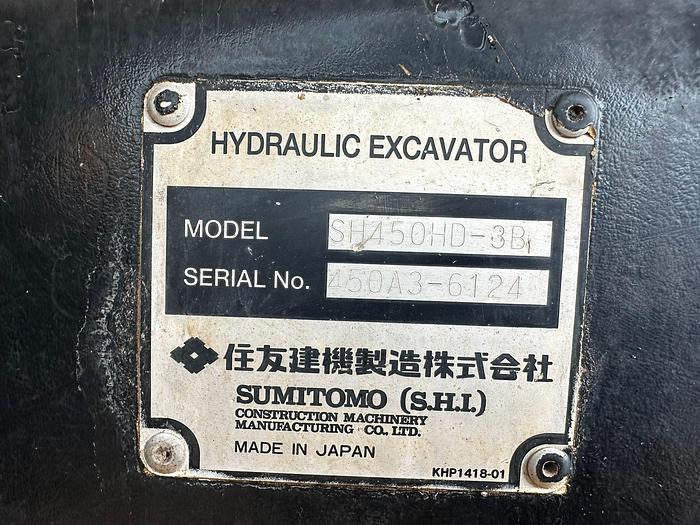 HYDRAULIC EXCAVATOR
MODEL SH450HD-3B
SERIAL No. 450A3-6124
住友建機製造株式会社
SUMITOMO (S.H.I.)
CONSTRUCTION MACHINERY
MANUFACTURING CO., LTD.
MADE IN JAPAN
KHP1418-01